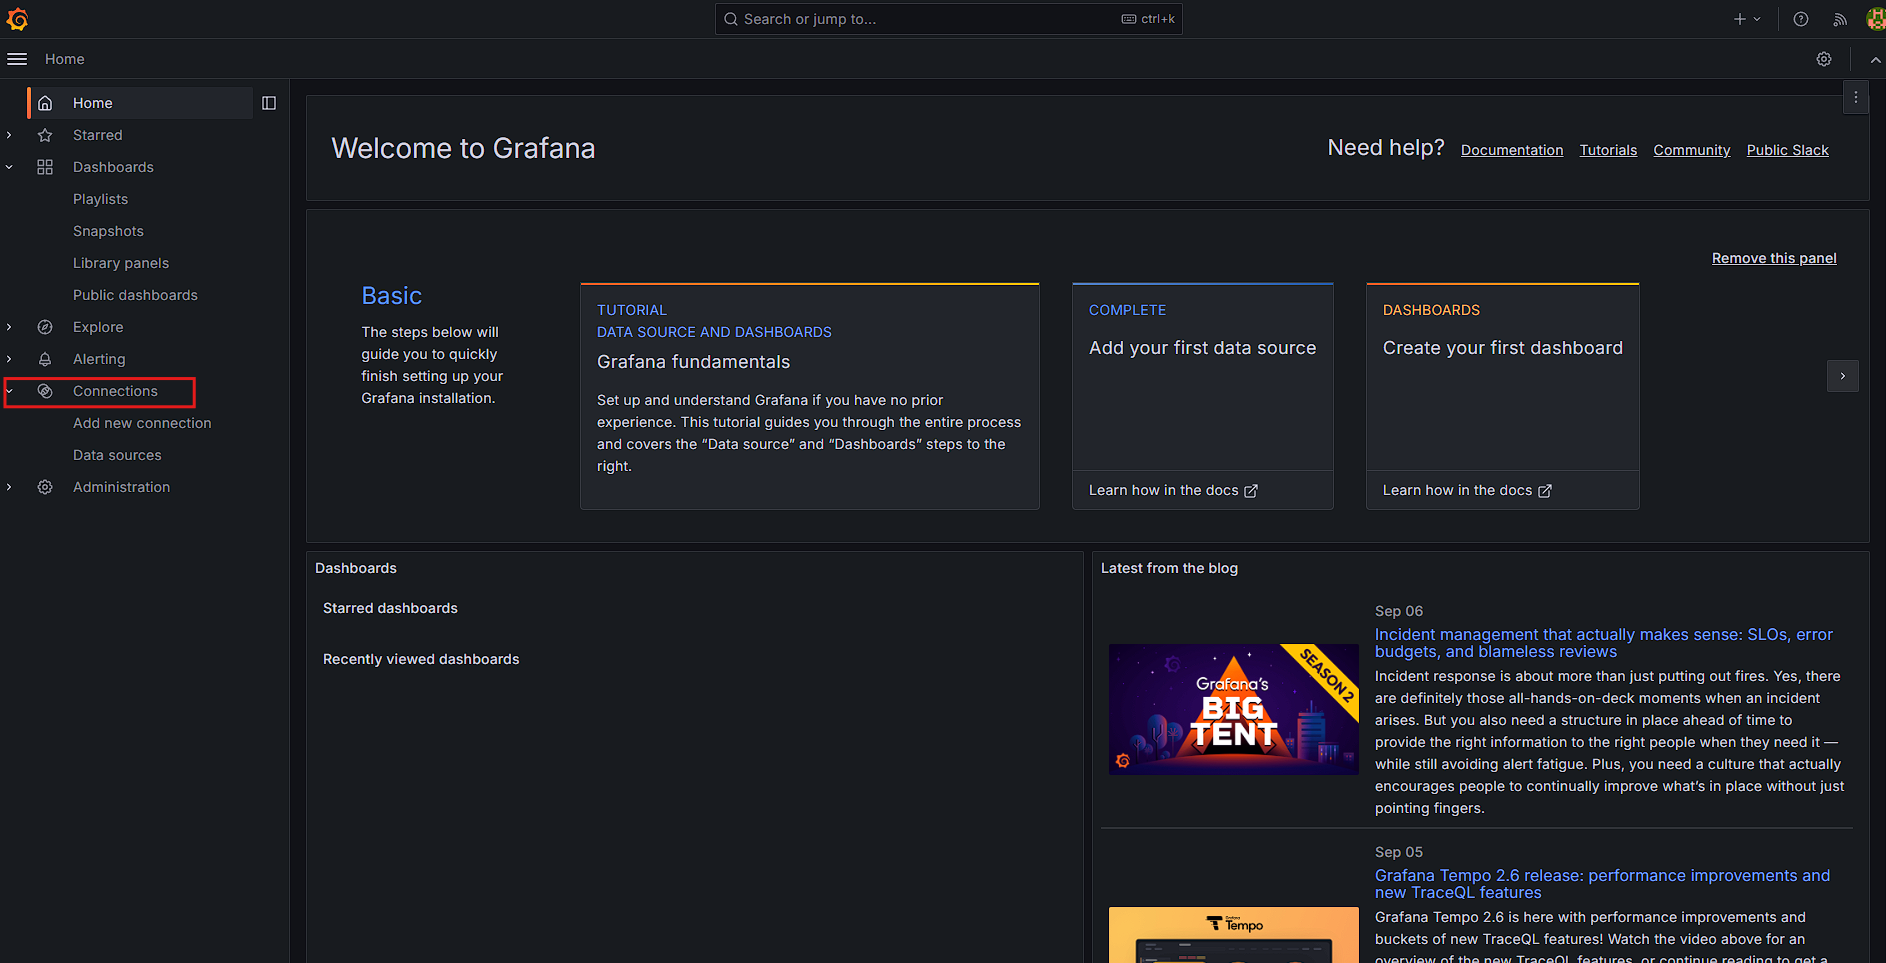 Search or jump to...
ctrl+k
Home
Home
Starred
Dashboards
Playlists
Snapshots
Library panels
Public dashboards
Explore
Alerting
Connections
Add new connection
Data sources
Administration
Welcome to Grafana
Need help?
Documentation
Tutorials
Community
Public Slack
Remove this panel
Basic
The steps below will
guide you to quickly
finish setting up your
Grafana installation.
TUTORIAL
DATA SOURCE AND DASHBOARDS
Grafana fundamentals
Set up and understand Grafana if you have no prior
experience. This tutorial guides you through the entire process
and covers the “Data source” and “Dashboards” steps to the
right.
COMPLETE
Add your first data source
Learn how in the docs
DASHBOARDS
Create your first dashboard
Learn how in the docs
Dashboards
Starred dashboards
Recently viewed dashboards
Latest from the blog
Grafana's
BIG
TENT
SEASON 2
Sep 06
Incident management that actually makes sense: SLOs, error
budgets, and blameless reviews
Incident response is about more than just putting out fires. Yes, there
are definitely those all-hands-on-deck moments when an incident
arises. But you also need a structure in place ahead of time to
provide the right information to the right people when they need it —
while still avoiding alert fatigue. Plus, you need a culture that actually
encourages people to continually improve what’s in place without just
pointing fingers.
Grafana
Tempo
Sep 05
Grafana Tempo 2.6 release: performance improvements and
new TraceQL features
Grafana Tempo 2.6 is here with performance improvements and
buckets of new TraceQL features! Watch the video above for an
overview of the new TraceQL features, or continue reading to get a